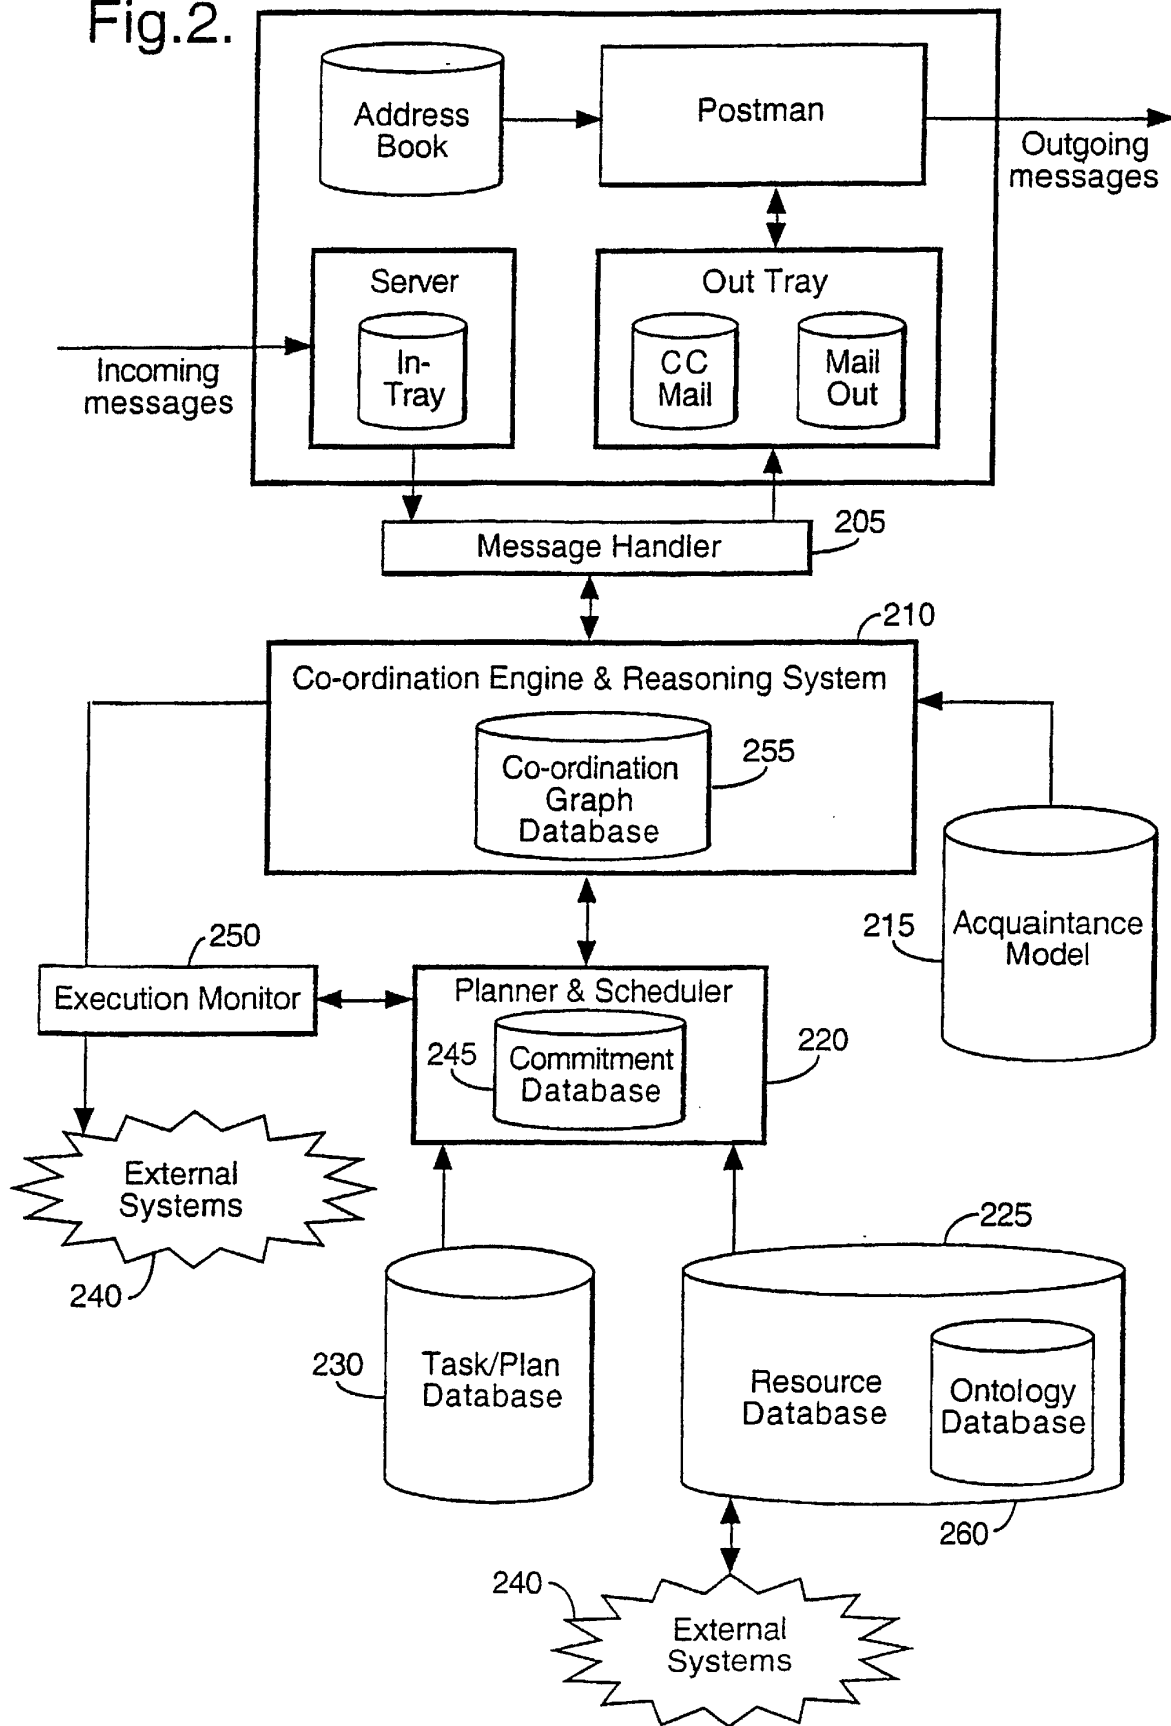 Fig.2.
Address
Book
Postman
Outgoing
messages
Server
In-
Tray
Out Tray
CC
Mail
Mail
Out
Incoming
messages
Message Handler
205
210
Co-ordination Engine & Reasoning System
Co-ordination
Graph
Database
255
215
Acquaintance
Model
250
Execution Monitor
Planner & Scheduler
245
Commitment
Database
220
External
Systems
240
225
230
Task/Plan
Database
Resource
Database
Ontology
Database
260
240
External
Systems